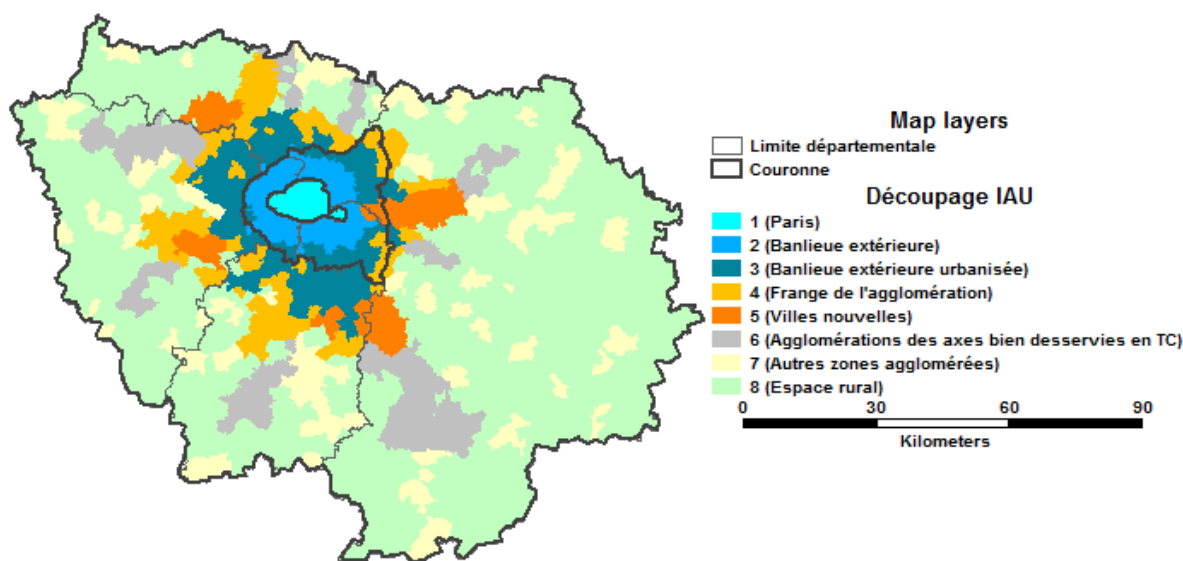 Map layers
Limite départementale
Couronne
Découpage IAU
1 (Paris)
2 (Banlieue extérieure)
3 (Banlieue extérieure urbanisée)
4 (Frange de l'agglomération)
5 (Villes nouvelles)
6 (Agglomérations des axes bien desservies en TC)
7 (Autres zones agglomérées)
8 (Espace rural)
0 30 60 90
Kilometers